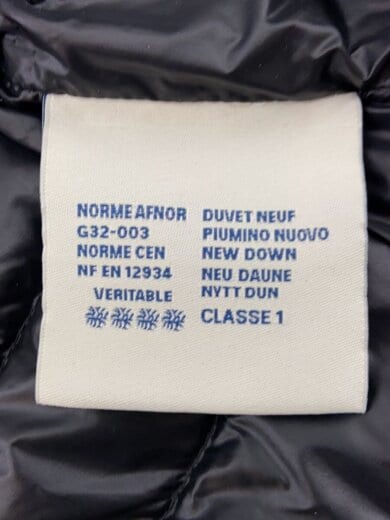 NORME AFNOR
G32-003
NORME CEN
NF EN 12934
VERITABLE
DUVET NEUF
PIUMINO NUOVO
NEW DOWN
NEU DAUNE
NYTT DUN
CLASSE 1